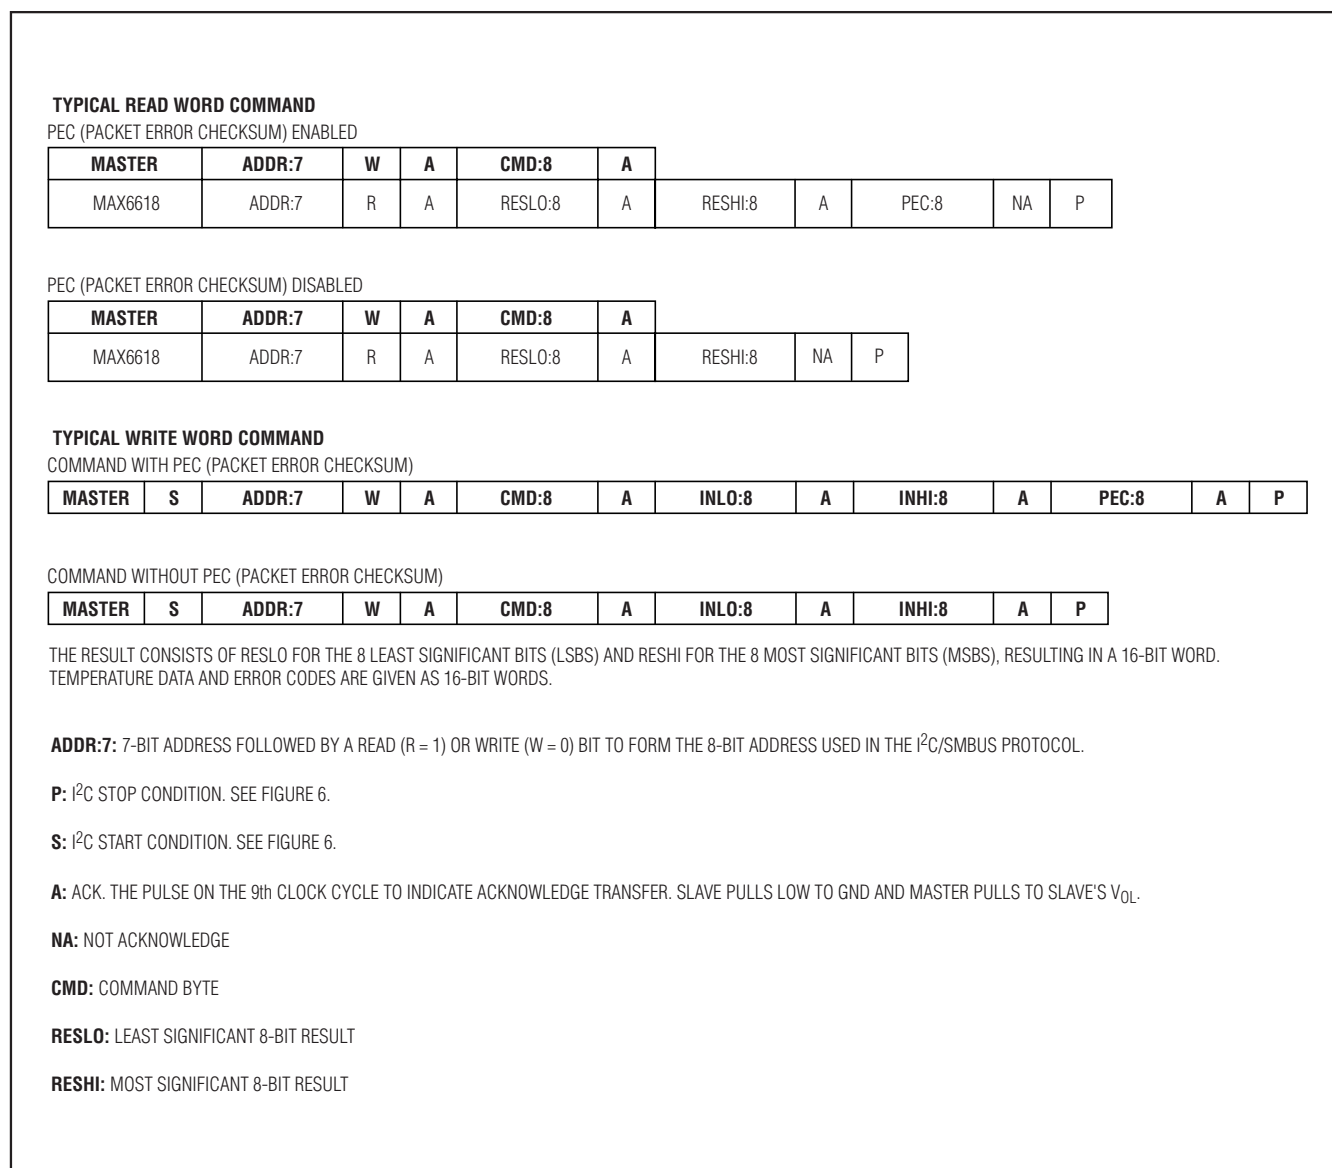 TYPICAL READ WORD COMMAND
PEC (PACKET ERROR CHECKSUM) ENABLED
MASTER ADDR:7 W A CMD:8 A
MAX6618 ADDR:7 R A RESLO:8 A RESHI:8 A PEC:8 NA P
PEC (PACKET ERROR CHECKSUM) DISABLED
MASTER ADDR:7 W A CMD:8 A
MAX6618 ADDR:7 R A RESLO:8 A RESHI:8 NA P
TYPICAL WRITE WORD COMMAND
COMMAND WITH PEC (PACKET ERROR CHECKSUM)
MASTER S ADDR:7 W A CMD:8 A INLO:8 A INHI:8 A PEC:8 A P
COMMAND WITHOUT PEC (PACKET ERROR CHECKSUM)
MASTER S ADDR:7 W A CMD:8 A INLO:8 A INHI:8 A P
THE RESULT CONSISTS OF RESLO FOR THE 8 LEAST SIGNIFICANT BITS (LSBS) AND RESHI FOR THE 8 MOST SIGNIFICANT BITS (MSBS), RESULTING IN A 16-BIT WORD.
TEMPERATURE DATA AND ERROR CODES ARE GIVEN AS 16-BIT WORDS.
ADDR:7: 7-BIT ADDRESS FOLLOWED BY A READ (R = 1) OR WRITE (W = 0) BIT TO FORM THE 8-BIT ADDRESS USED IN THE I²C/SMBUS PROTOCOL.
P: I²C STOP CONDITION. SEE FIGURE 6.
S: I²C START CONDITION. SEE FIGURE 6.
A: ACK. THE PULSE ON THE 9th CLOCK CYCLE TO INDICATE ACKNOWLEDGE TRANSFER. SLAVE PULLS LOW TO GND AND MASTER PULLS TO SLAVE'S VOL.
NA: NOT ACKNOWLEDGE
CMD: COMMAND BYTE
RESLO: LEAST SIGNIFICANT 8-BIT RESULT
RESHI: MOST SIGNIFICANT 8-BIT RESULT